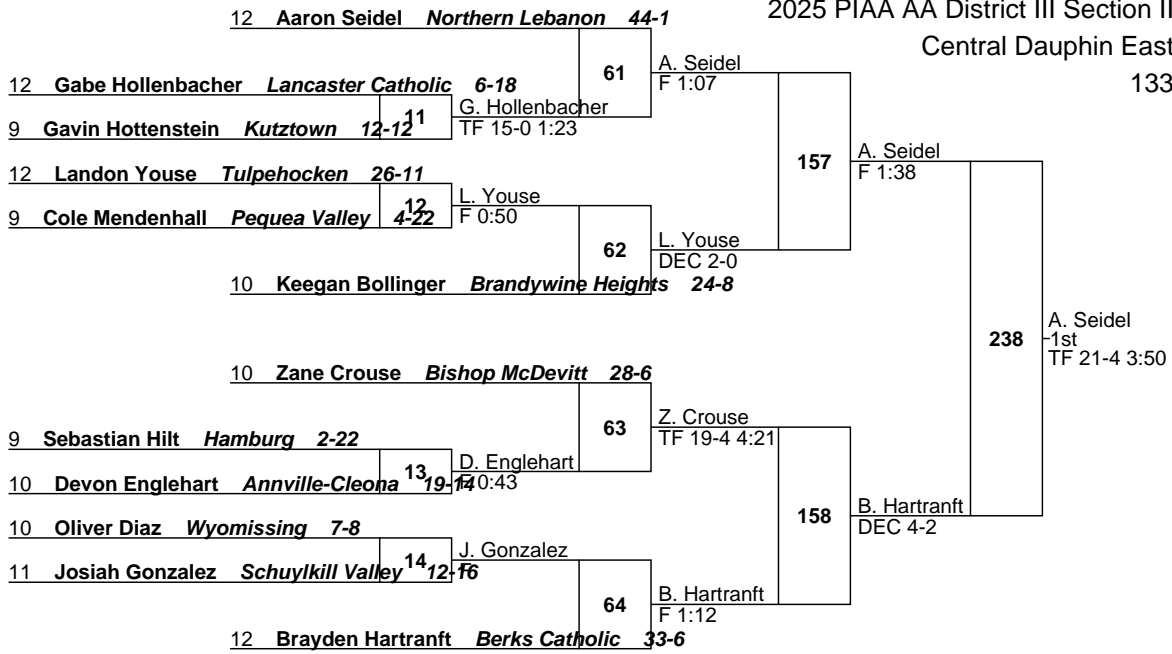 2025 PIAA AA District III Section II
Central Dauphin East
133
12 Aaron Seidel Northern Lebanon 44-1
61
A. Seidel
F 1:07
12 Gabe Hollenbacher Lancaster Catholic 6-18
11
G. Hollenbacher
TF 15-0 1:23
9 Gavin Hottenstein Kutztown 12-12
157
A. Seidel
F 1:38
12 Landon Youse Tulpehocken 26-11
12
L. Youse
F 0:50
9 Cole Mendenhall Pequea Valley 4-22
62
L. Youse
DEC 2-0
10 Keegan Bollinger Brandywine Heights 24-8
238
A. Seidel
1st
TF 21-4 3:50
10 Zane Crouse Bishop McDevitt 28-6
63
Z. Crouse
TF 19-4 4:21
9 Sebastian Hilt Hamburg 2-22
13
D. Englehart
F 0:43
10 Devon Englehart Annville-Cleona 19-14
158
B. Hartranft
DEC 4-2
10 Oliver Diaz Wyomissing 7-8
14
J. Gonzalez
F
11 Josiah Gonzalez Schuylkill Valley 12-16
64
B. Hartranft
F 1:12
12 Brayden Hartranft Berks Catholic 33-6